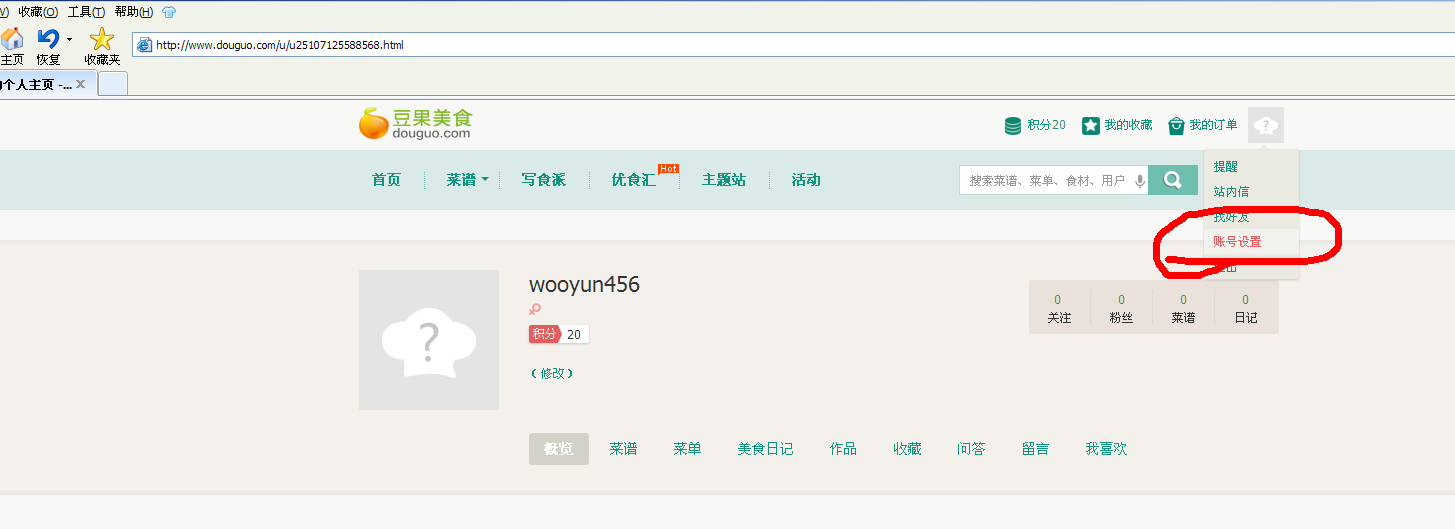 收藏(O) 工具(T) 帮助(H)
主页 恢复 收藏夹 http://www.douguo.com/u/u25107125588568.html
个人主页 -...
豆果美食
douguo.com
积分20 我的收藏 我的订单
首页 菜谱 写食派 优食汇 Hot 主题站 活动
搜索菜谱、菜单、食材、用户
提醒
站内信
找好友
账号设置
wooyun456
积分 20
（修改）
0 0 0 0
关注 粉丝 菜谱 日记
概览 菜谱 菜单 美食日记 作品 收藏 问答 留言 我喜欢